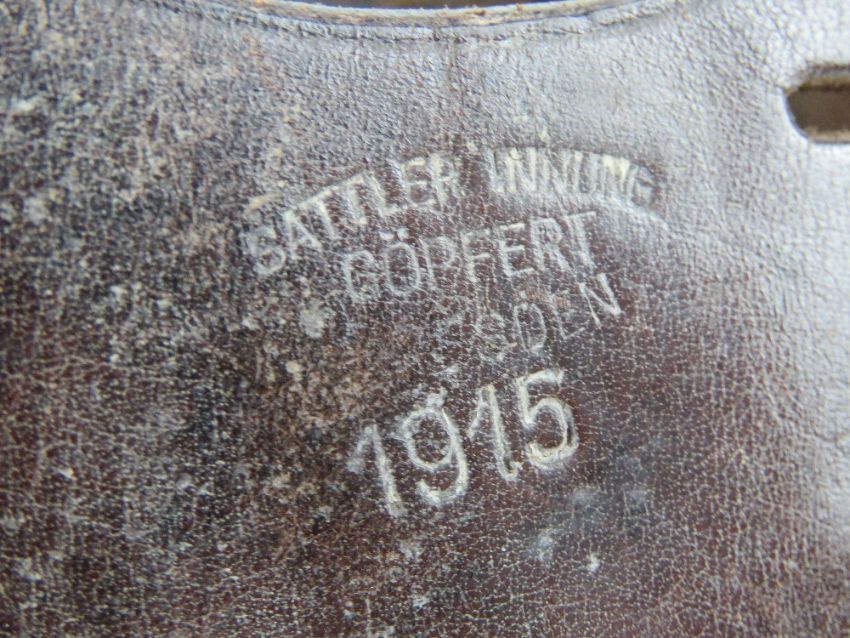 SATTLER INNUNG
GÖPFERT
1915